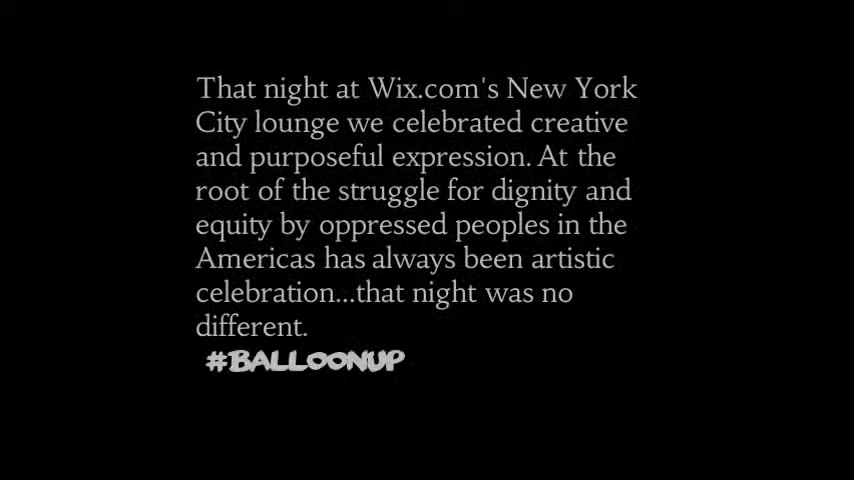 That night at Wix.com's New York
City lounge we celebrated creative
and purposeful expression. At the
root of the struggle for dignity and
equity by oppressed peoples in the
Americas has always been artistic
celebration...that night was no
different.
#BALLOONUP